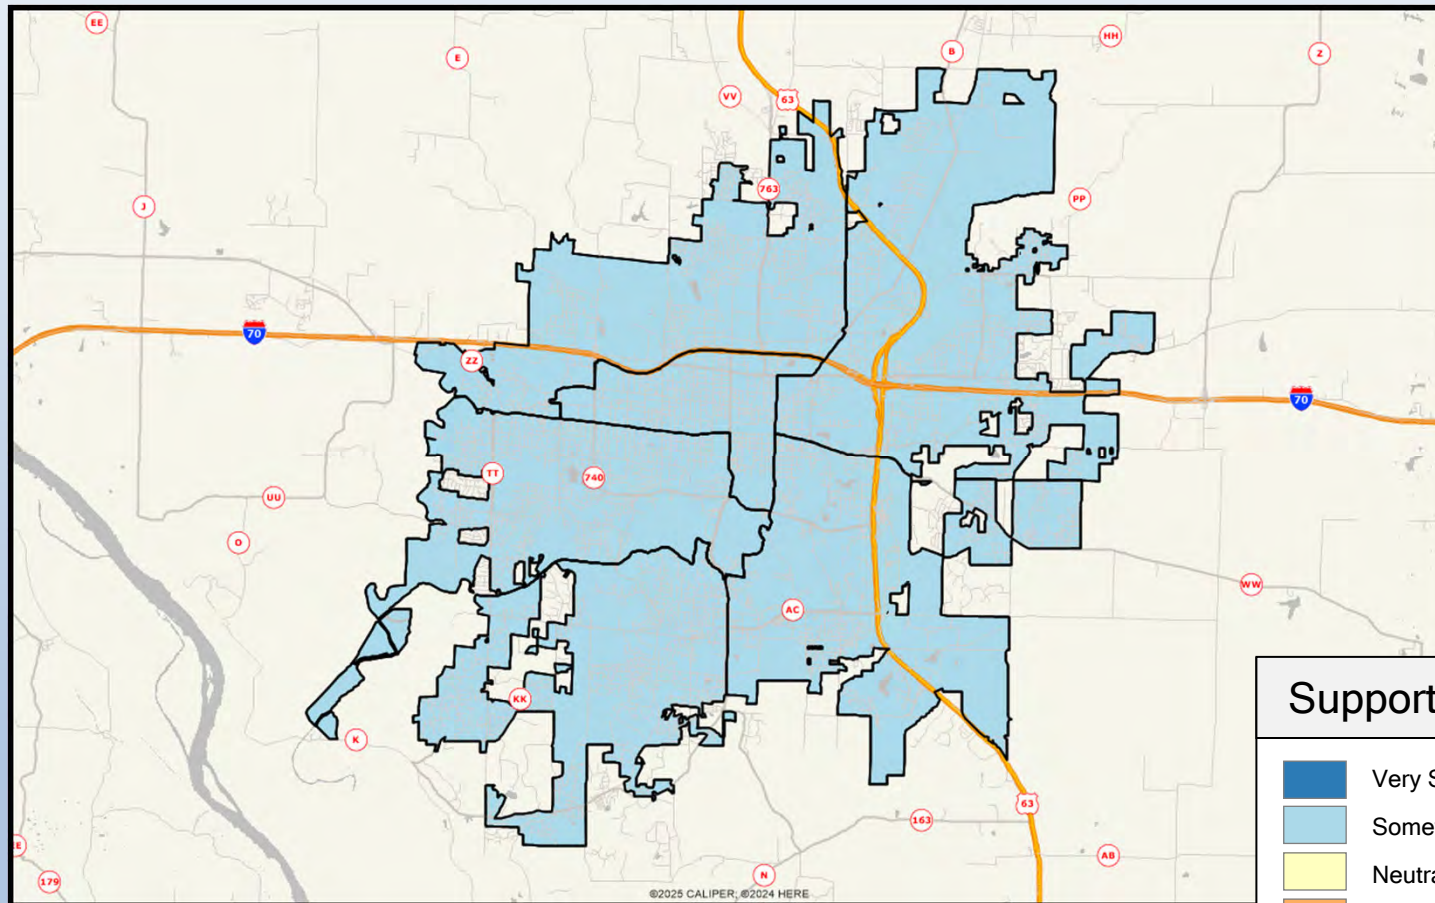 EE
E
B
HH
Z
VV
63
763
J
PP
70
ZZ
70
TT
740
UU
O
WW
AC
KK
K
63
163
AB
179
N
©2025 CALIPER; ©2024 HERE
Support
Very S
Some
Neutra